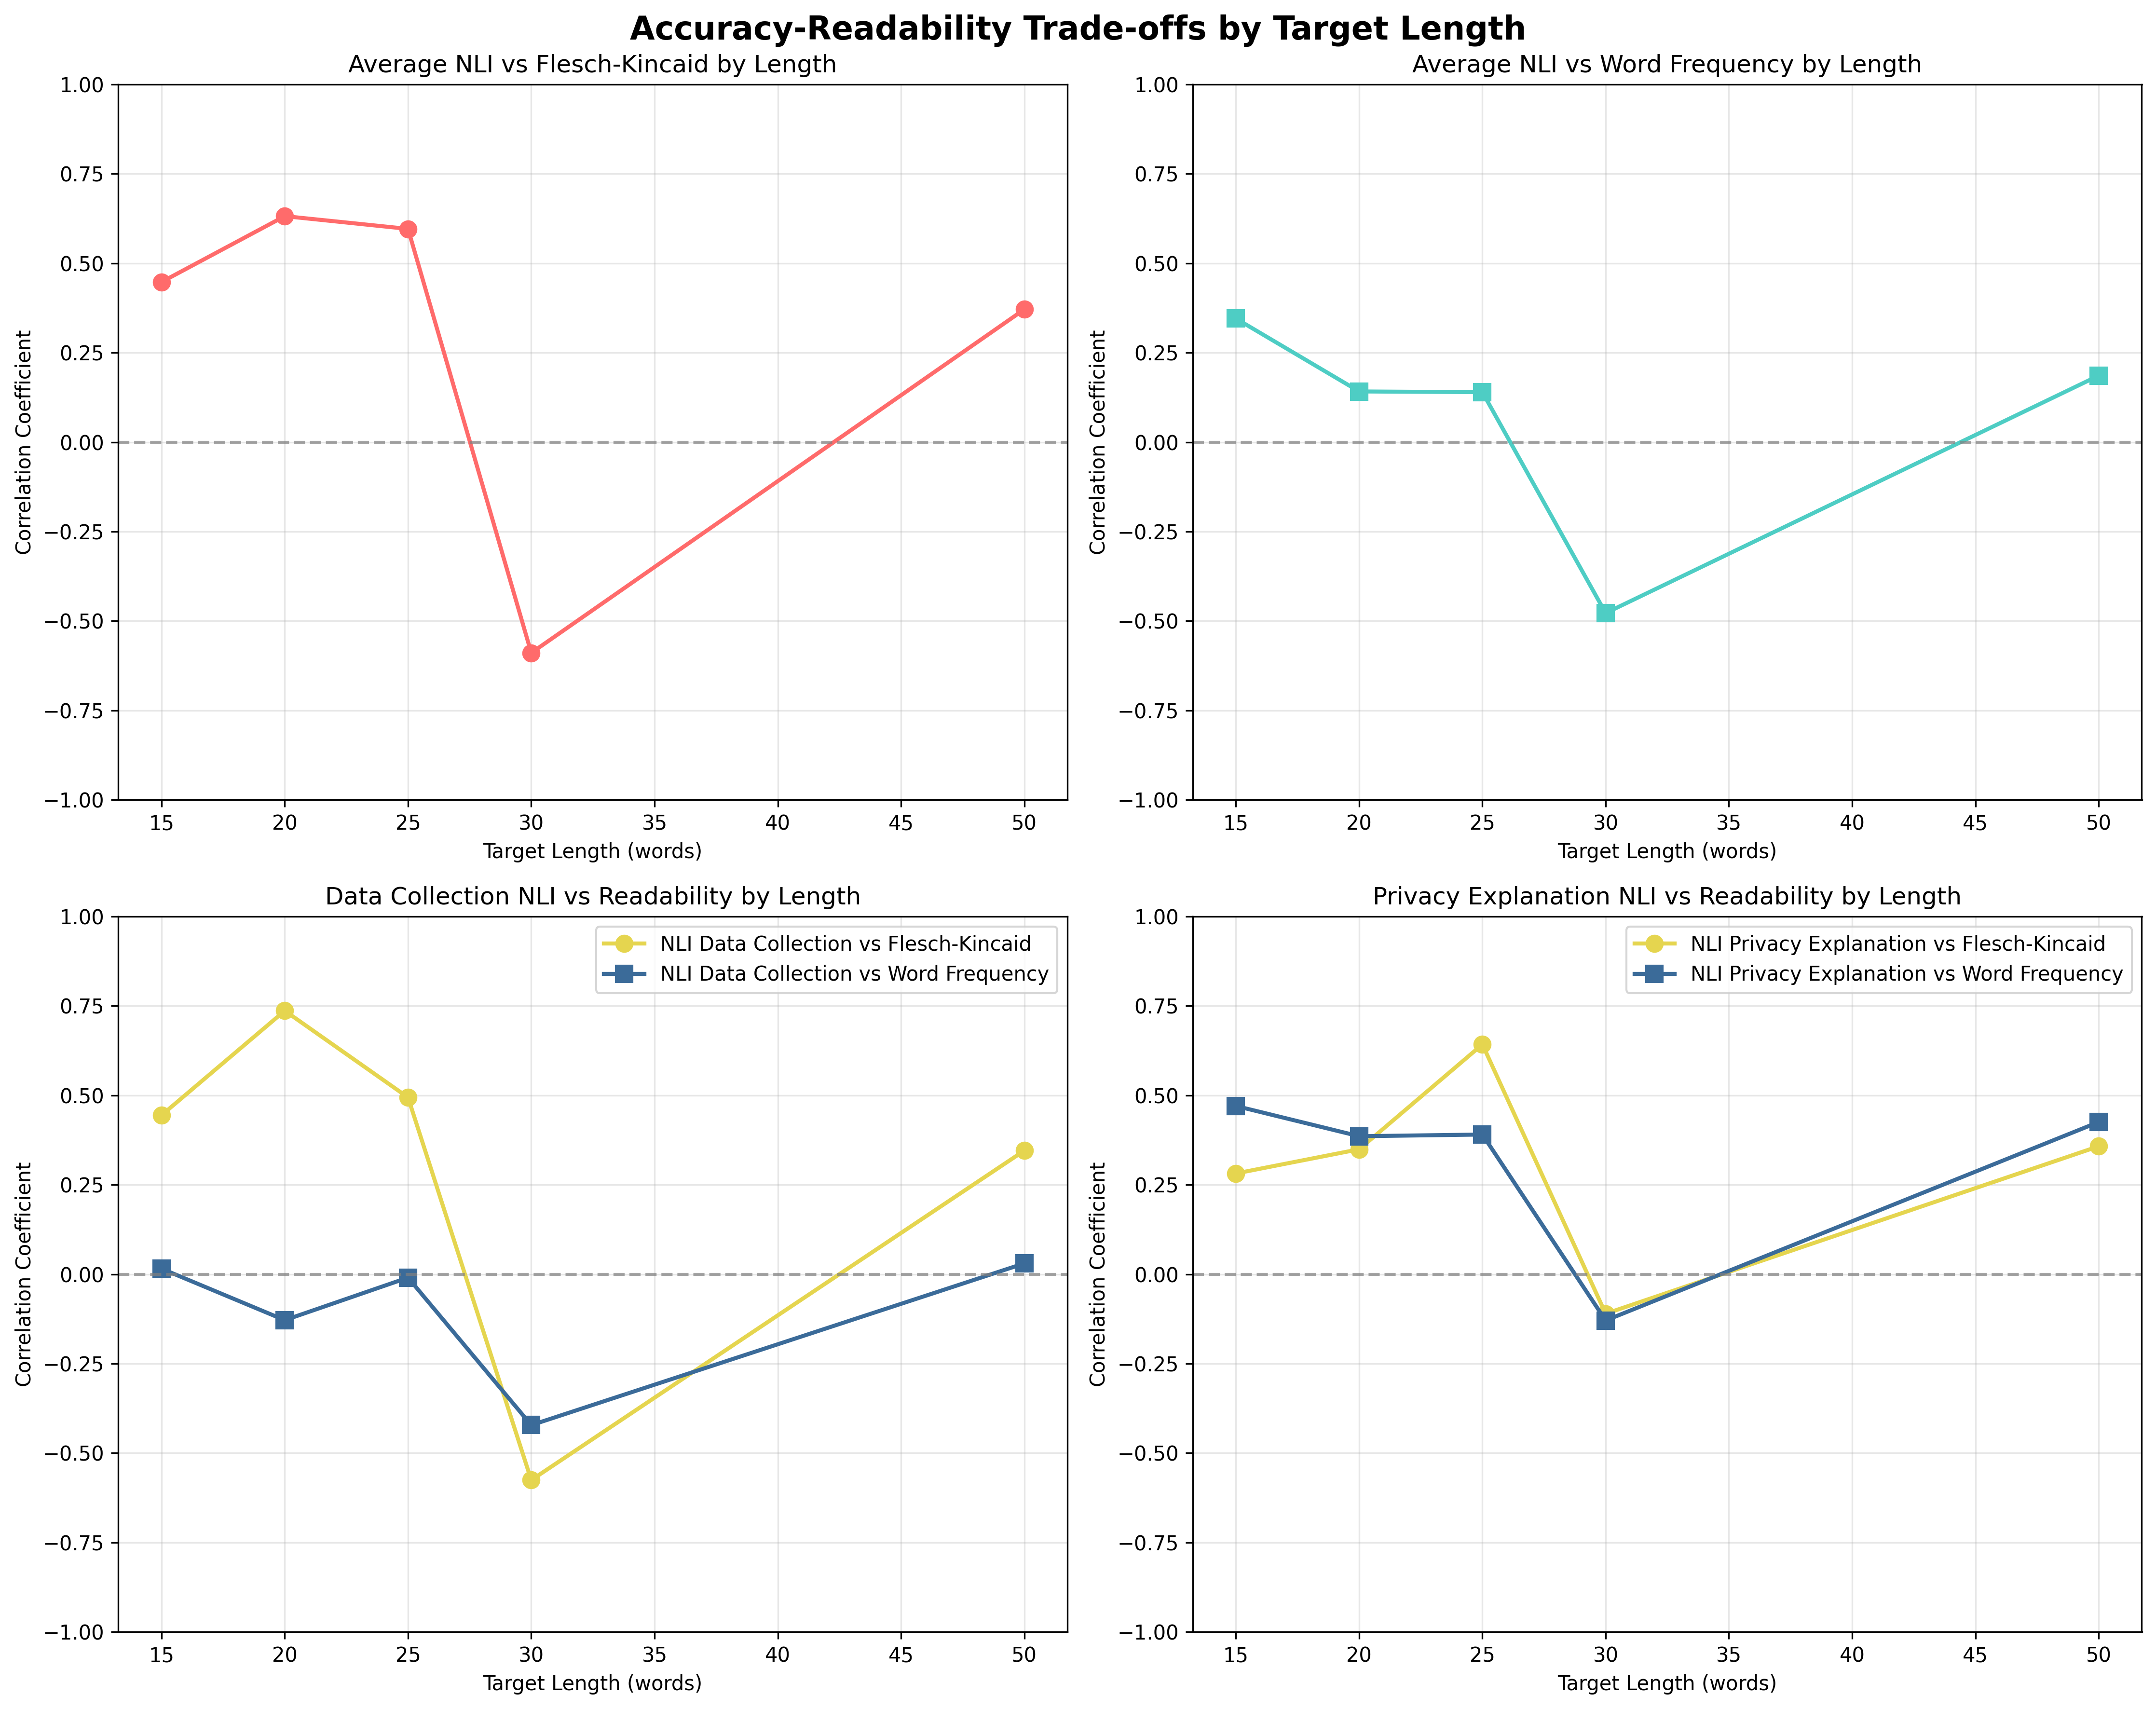 Accuracy-Readability Trade-offs by Target Length
Average NLI vs Flesch-Kincaid by Length
1.00
0.75
0.50
0.25
0.00
−0.25
−0.50
−0.75
−1.00
Correlation Coefficient
15 20 25 30 35 40 45 50
Target Length (words)
Average NLI vs Word Frequency by Length
1.00
0.75
0.50
0.25
0.00
−0.25
−0.50
−0.75
−1.00
Correlation Coefficient
15 20 25 30 35 40 45 50
Target Length (words)
Data Collection NLI vs Readability by Length
NLI Data Collection vs Flesch-Kincaid
NLI Data Collection vs Word Frequency
1.00
0.75
0.50
0.25
0.00
−0.25
−0.50
−0.75
−1.00
Correlation Coefficient
15 20 25 30 35 40 45 50
Target Length (words)
Privacy Explanation NLI vs Readability by Length
NLI Privacy Explanation vs Flesch-Kincaid
NLI Privacy Explanation vs Word Frequency
1.00
0.75
0.50
0.25
0.00
−0.25
−0.50
−0.75
−1.00
Correlation Coefficient
15 20 25 30 35 40 45 50
Target Length (words)